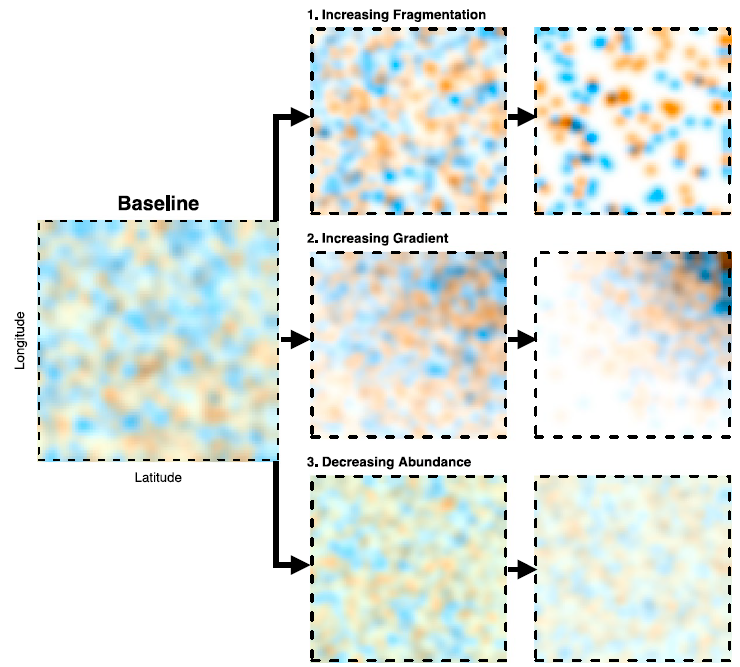 1. Increasing Fragmentation
Baseline
Longitude
Latitude
2. Increasing Gradient
3. Decreasing Abundance